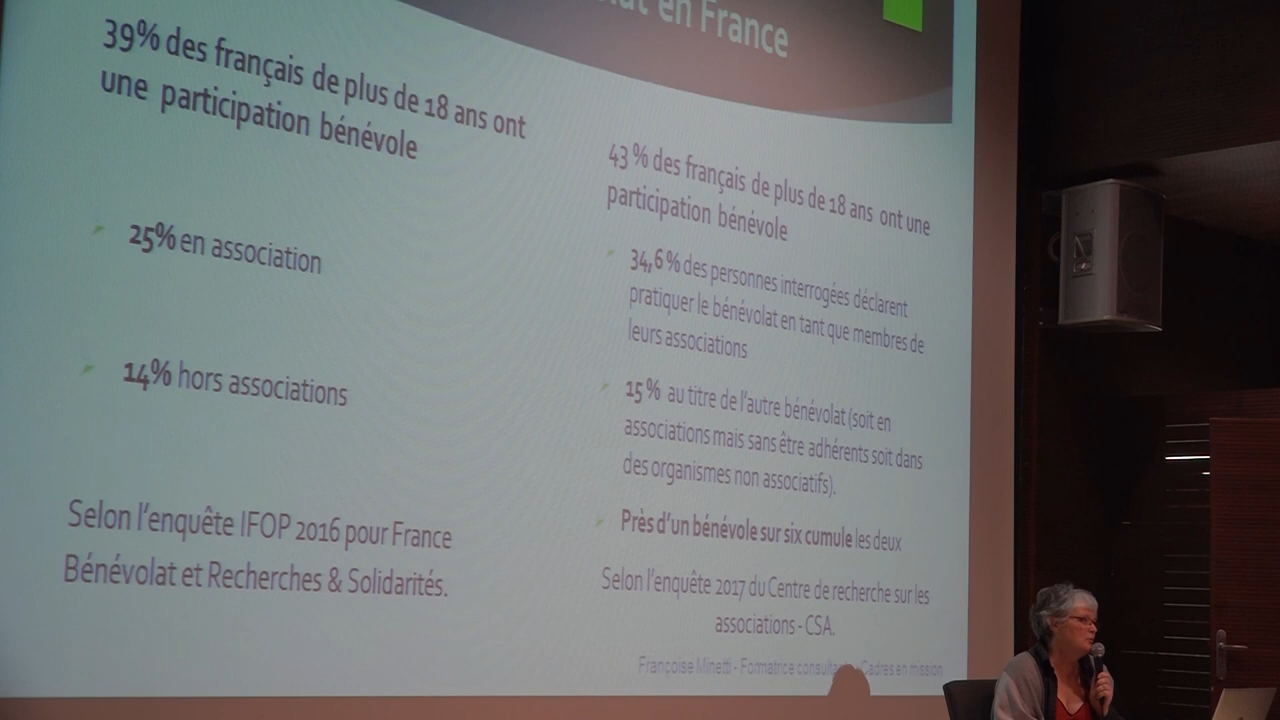 en France
39% des français de plus de 18 ans ont
une participation bénévole
25% en association
14% hors associations
Selon l'enquête IFOP 2016 pour France
Bénévolat et Recherches & Solidarités.
43 % des français de plus de 18 ans ont une
participation bénévole
34,6 % des personnes interrogées déclarent
pratiquer le bénévolat en tant que membres de
leurs associations
15 % au titre de l'autre bénévolat (soit en
associations mais sans être adhérents soit dans
des organismes non associatifs).
Près d'un bénévole sur six cumule les deux
Selon l'enquête 2017 du Centre de recherche sur les
associations - CSA.
Françoise Minetti - Formatrice Cadres en mission